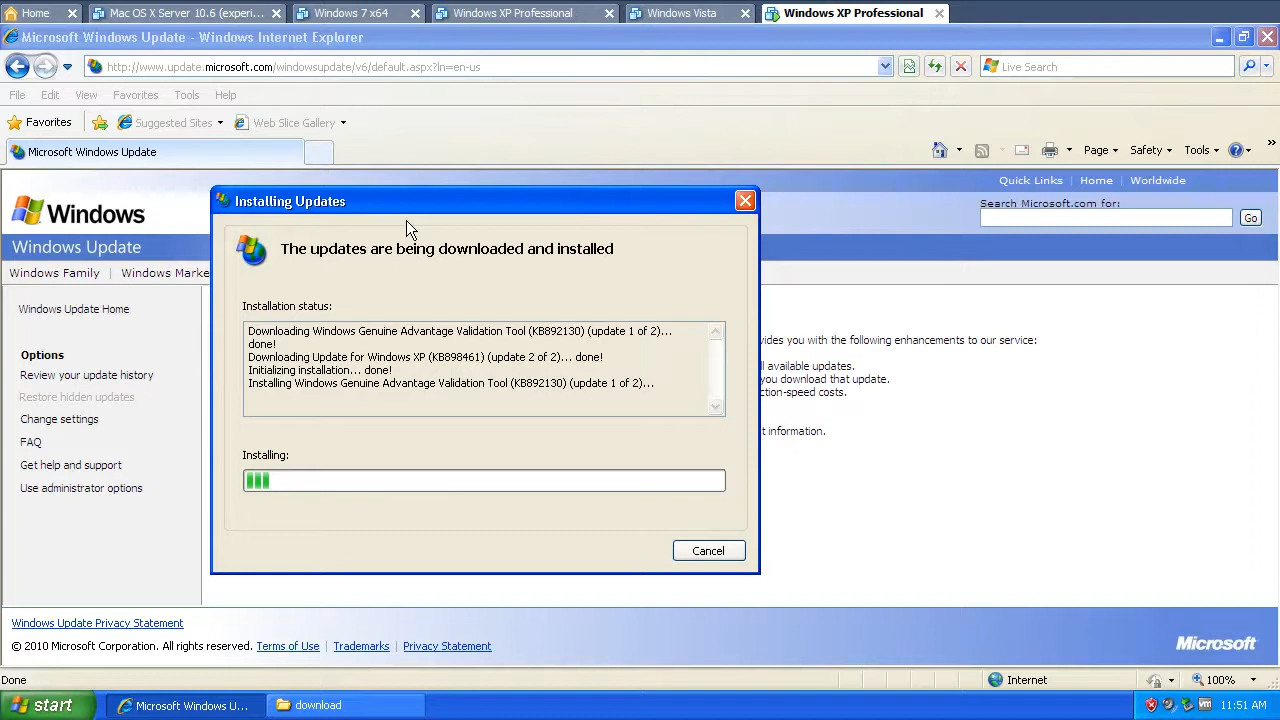 Home
Mac OS X Server 10.6 (experi...
Windows 7 x64
Windows XP Professional
Windows Vista
Windows XP Professional
Microsoft Windows Update - Windows Internet Explorer
http://www.update.microsoft.com/windowsupdate/v6/default.aspx?ln=en-us
Live Search
File Edit View Favorites Tools Help
Favorites
Suggested Sites
Web Slice Gallery
Microsoft Windows Update
Page
Safety
Tools
Quick Links | Home | Worldwide
Windows
Search Microsoft.com for:
Go
Windows Update
Windows Family | Windows Marke
Windows Update Home
Options
Review your update history
Restore hidden updates
Change settings
FAQ
Get help and support
Use administrator options
Installing Updates
The updates are being downloaded and installed
Installation status:
Downloading Windows Genuine Advantage Validation Tool (KB892130) (update 1 of 2)...
done!
Downloading Update for Windows XP (KB898461) (update 2 of 2)... done!
Initializing installation... done!
Installing Windows Genuine Advantage Validation Tool (KB892130) (update 1 of 2)...
Installing:
Cancel
vides you with the following enhancements to our service:
l available updates.
you download that update.
ction-speed costs.
t information.
Windows Update Privacy Statement
© 2010 Microsoft Corporation. All rights reserved. Terms of Use | Trademarks | Privacy Statement
Microsoft
Done
Internet
100%
start
Microsoft Windows U...
download
11:51 AM